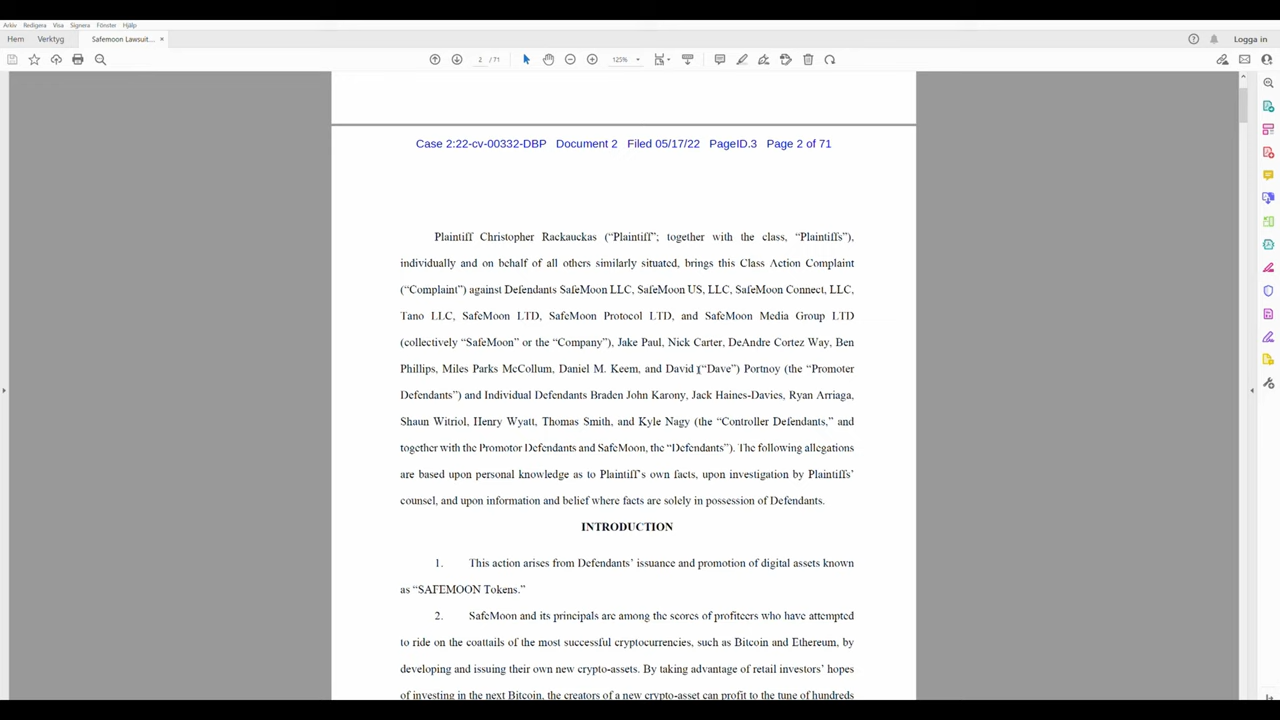 Arkiv Redigera Visa Signera Fönster Hjälp
Hem Verktyg Safemoon Lawsuit... × Logga in
2 / 71 125%
Case 2:22-cv-00332-DBP Document 2 Filed 05/17/22 PageID.3 Page 2 of 71
Plaintiff Christopher Rackauckas (“Plaintiff”; together with the class, “Plaintiffs”),
individually and on behalf of all others similarly situated, brings this Class Action Complaint
(“Complaint”) against Defendants SafeMoon LLC, SafeMoon US, LLC, SafeMoon Connect, LLC,
Tano LLC, SafeMoon LTD, SafeMoon Protocol LTD, and SafeMoon Media Group LTD
(collectively “SafeMoon” or the “Company”), Jake Paul, Nick Carter, DeAndre Cortez Way, Ben
Phillips, Miles Parks McCollum, Daniel M. Keem, and David (“Dave”) Portnoy (the “Promoter
Defendants”) and Individual Defendants Braden John Karony, Jack Haines-Davies, Ryan Arriaga,
Shaun Witriol, Henry Wyatt, Thomas Smith, and Kyle Nagy (the “Controller Defendants,” and
together with the Promotor Defendants and SafeMoon, the “Defendants”). The following allegations
are based upon personal knowledge as to Plaintiff’s own facts, upon investigation by Plaintiffs’
counsel, and upon information and belief where facts are solely in possession of Defendants.
INTRODUCTION
1. This action arises from Defendants’ issuance and promotion of digital assets known
as “SAFEMOON Tokens.”
2. SafeMoon and its principals are among the scores of profiteers who have attempted
to ride on the coattails of the most successful cryptocurrencies, such as Bitcoin and Ethereum, by
developing and issuing their own new crypto-assets. By taking advantage of retail investors’ hopes
of investing in the next Bitcoin, the creators of a new crypto-asset can profit to the tune of hundreds